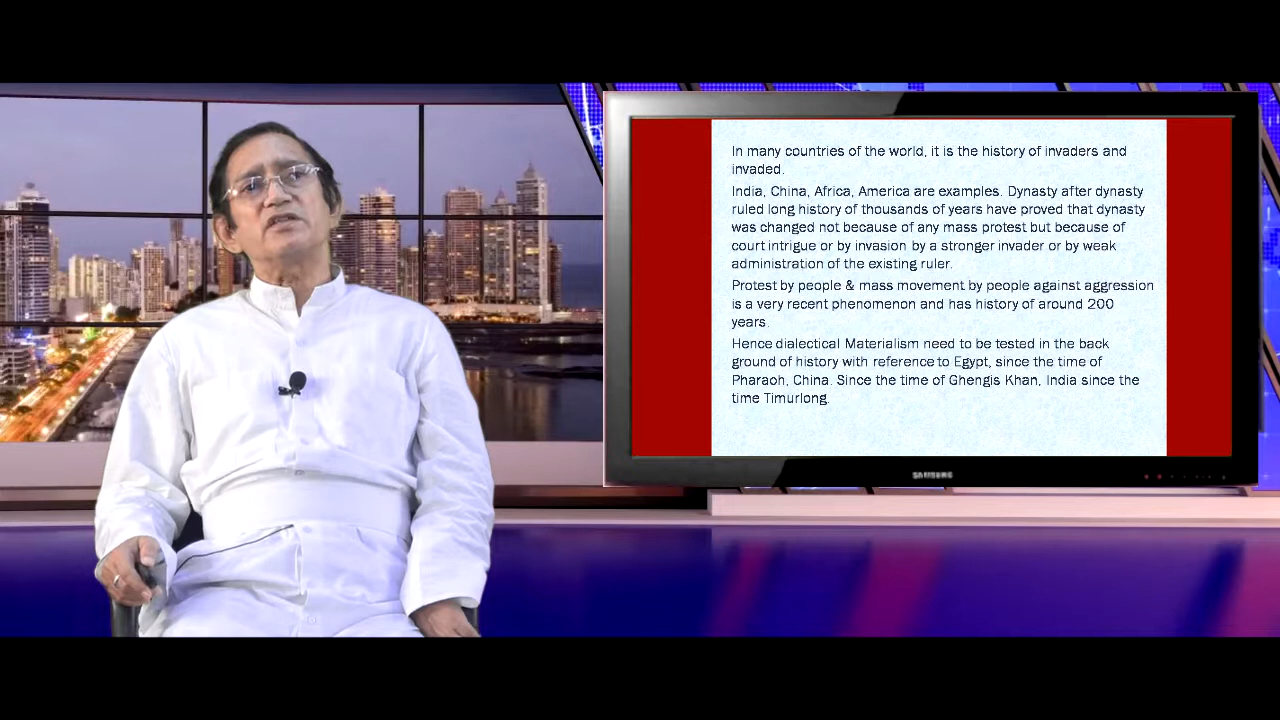 In many countries of the world, it is the history of invaders and
invaded.
India, China, Africa, America are examples. Dynasty after dynasty
ruled long history of thousands of years have proved that dynasty
was changed not because of any mass protest but because of
court intrigue or by invasion by a stronger invader or by weak
administration of the existing ruler.
Protest by people & mass movement by people against aggression
is a very recent phenomenon and has history of around 200
years.
Hence dialectical Materialism need to be tested in the back
ground of history with reference to Egypt, since the time of
Pharaoh, China. Since the time of Ghengis Khan, India since the
time Timurlong.
SAMSUNG